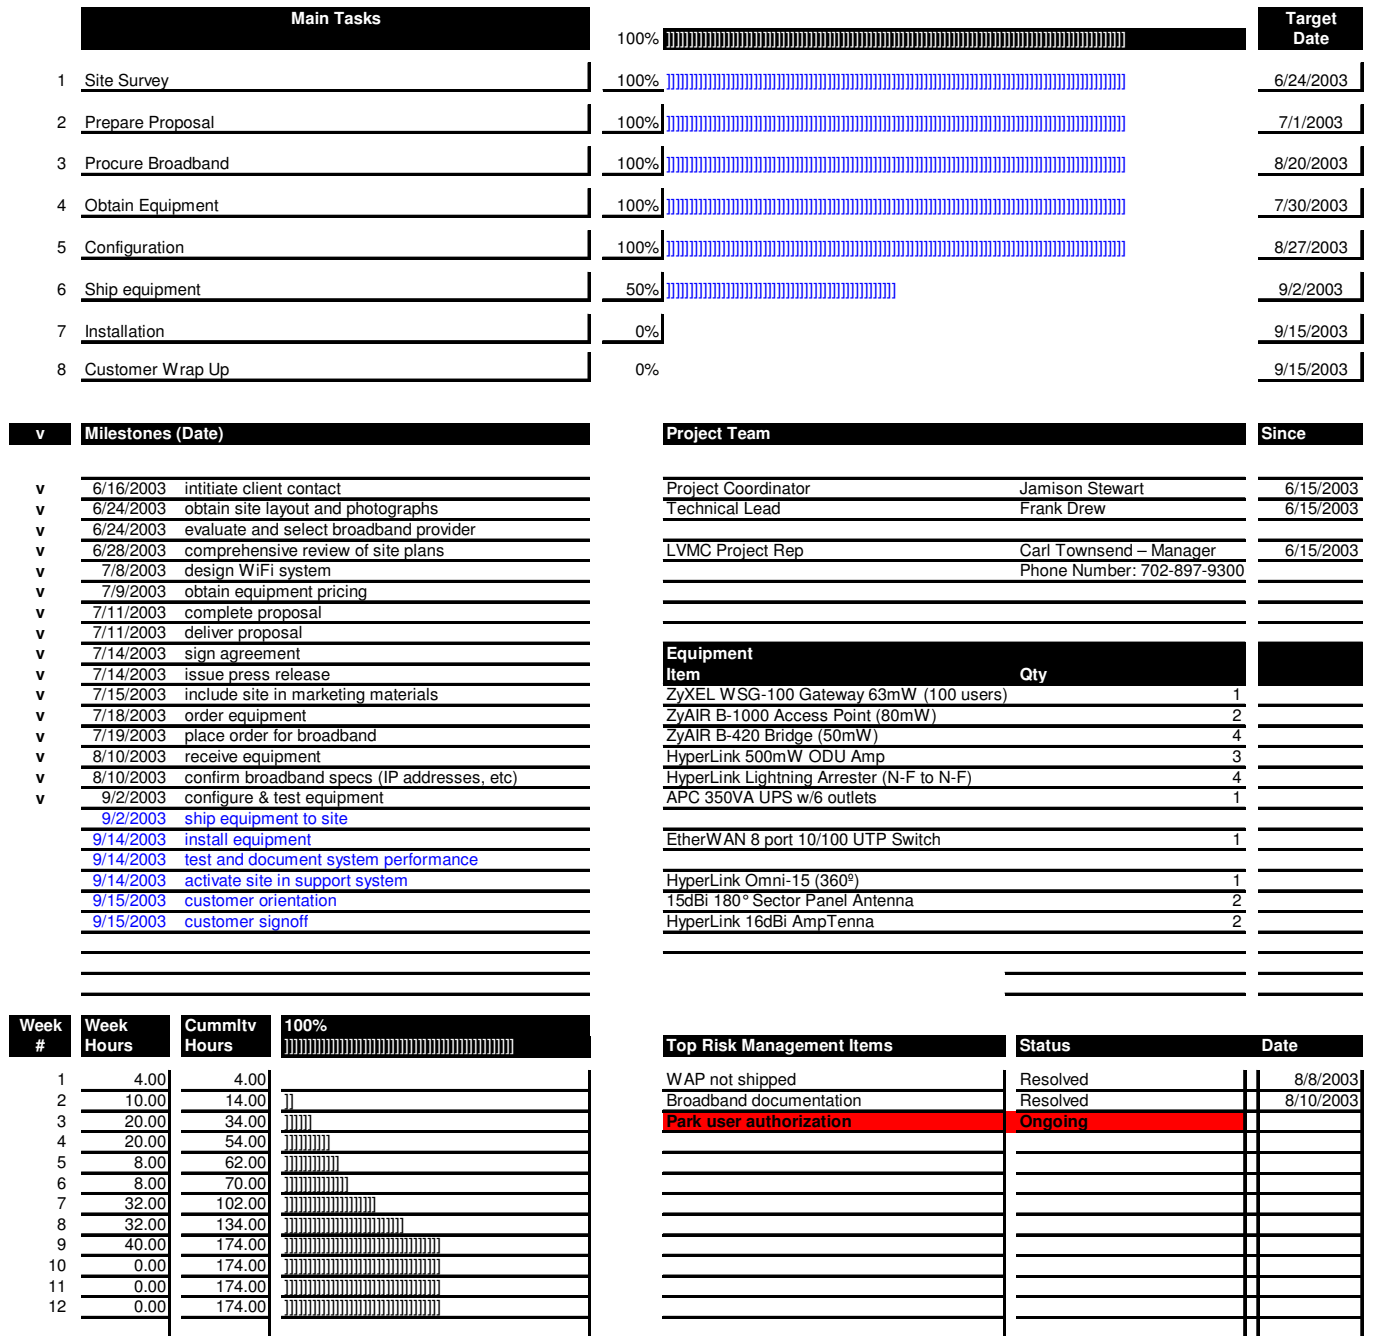 Main Tasks
100% ]]]]]]]]]]]]]]]]]]]]]]]]]]]]]]]]]]]]]]]]]]]]]]]]]]]]]]]]]]]]]]]]]]]]]]]]]]]]]]]]]]]]]]]]]]]]]]]]]]]] Target Date
1 Site Survey 100% ]]]]]]]]]]]]]]]]]]]]]]]]]]]]]]]]]]]]]]]]]]]]]]]]]]]]]]]]]]]]]]]]]]]]]]]]]]]]]]]]]]]]]]]]]]]]]]]]]]]] 6/24/2003
2 Prepare Proposal 100% ]]]]]]]]]]]]]]]]]]]]]]]]]]]]]]]]]]]]]]]]]]]]]]]]]]]]]]]]]]]]]]]]]]]]]]]]]]]]]]]]]]]]]]]]]]]]]]]]]]]] 7/1/2003
3 Procure Broadband 100% ]]]]]]]]]]]]]]]]]]]]]]]]]]]]]]]]]]]]]]]]]]]]]]]]]]]]]]]]]]]]]]]]]]]]]]]]]]]]]]]]]]]]]]]]]]]]]]]]]]]] 8/20/2003
4 Obtain Equipment 100% ]]]]]]]]]]]]]]]]]]]]]]]]]]]]]]]]]]]]]]]]]]]]]]]]]]]]]]]]]]]]]]]]]]]]]]]]]]]]]]]]]]]]]]]]]]]]]]]]]]]] 7/30/2003
5 Configuration 100% ]]]]]]]]]]]]]]]]]]]]]]]]]]]]]]]]]]]]]]]]]]]]]]]]]]]]]]]]]]]]]]]]]]]]]]]]]]]]]]]]]]]]]]]]]]]]]]]]]]]] 8/27/2003
6 Ship equipment 50% ]]]]]]]]]]]]]]]]]]]]]]]]]]]]]]]]]]]]]]]]]]]]]]]]]] 9/2/2003
7 Installation 0% 9/15/2003
8 Customer Wrap Up 0% 9/15/2003
v Milestones (Date)
v 6/16/2003 intitiate client contact
v 6/24/2003 obtain site layout and photographs
v 6/24/2003 evaluate and select broadband provider
v 6/28/2003 comprehensive review of site plans
v 7/8/2003 design WiFi system
v 7/9/2003 obtain equipment pricing
v 7/11/2003 complete proposal
v 7/11/2003 deliver proposal
v 7/14/2003 sign agreement
v 7/14/2003 issue press release
v 7/15/2003 include site in marketing materials
v 7/18/2003 order equipment
v 7/19/2003 place order for broadband
v 8/10/2003 receive equipment
v 8/10/2003 confirm broadband specs (IP addresses, etc)
v 9/2/2003 configure & test equipment
9/2/2003 ship equipment to site
9/14/2003 install equipment
9/14/2003 test and document system performance
9/14/2003 activate site in support system
9/15/2003 customer orientation
9/15/2003 customer signoff
Project Team Since
Project Coordinator Jamison Stewart 6/15/2003
Technical Lead Frank Drew 6/15/2003
LVMC Project Rep Carl Townsend – Manager 6/15/2003
Phone Number: 702-897-9300
Equipment
Item Qty
ZyXEL WSG-100 Gateway 63mW (100 users) 1
ZyAIR B-1000 Access Point (80mW) 2
ZyAIR B-420 Bridge (50mW) 4
HyperLink 500mW ODU Amp 3
HyperLink Lightning Arrester (N-F to N-F) 4
APC 350VA UPS w/6 outlets 1
EtherWAN 8 port 10/100 UTP Switch 1
HyperLink Omni-15 (360º) 1
15dBi 180° Sector Panel Antenna 2
HyperLink 16dBi AmpTenna 2
Week Week Cummltv 100%
# Hours Hours ]]]]]]]]]]]]]]]]]]]]]]]]]]]]]]]]]]]]]]]]]]]]]]]]]]
1 4.00 4.00
2 10.00 14.00 ]]
3 20.00 34.00 ]]]]]]
4 20.00 54.00 ]]]]]]]]]]
5 8.00 62.00 ]]]]]]]]]]]]
6 8.00 70.00 ]]]]]]]]]]]]]]
7 32.00 102.00 ]]]]]]]]]]]]]]]]]]]]
8 32.00 134.00 ]]]]]]]]]]]]]]]]]]]]]]]]]]
9 40.00 174.00 ]]]]]]]]]]]]]]]]]]]]]]]]]]]]]]]]]]
10 0.00 174.00 ]]]]]]]]]]]]]]]]]]]]]]]]]]]]]]]]]]
11 0.00 174.00 ]]]]]]]]]]]]]]]]]]]]]]]]]]]]]]]]]]
12 0.00 174.00 ]]]]]]]]]]]]]]]]]]]]]]]]]]]]]]]]]]
Top Risk Management Items Status Date
WAP not shipped Resolved 8/8/2003
Broadband documentation Resolved 8/10/2003
Park user authorization Ongoing